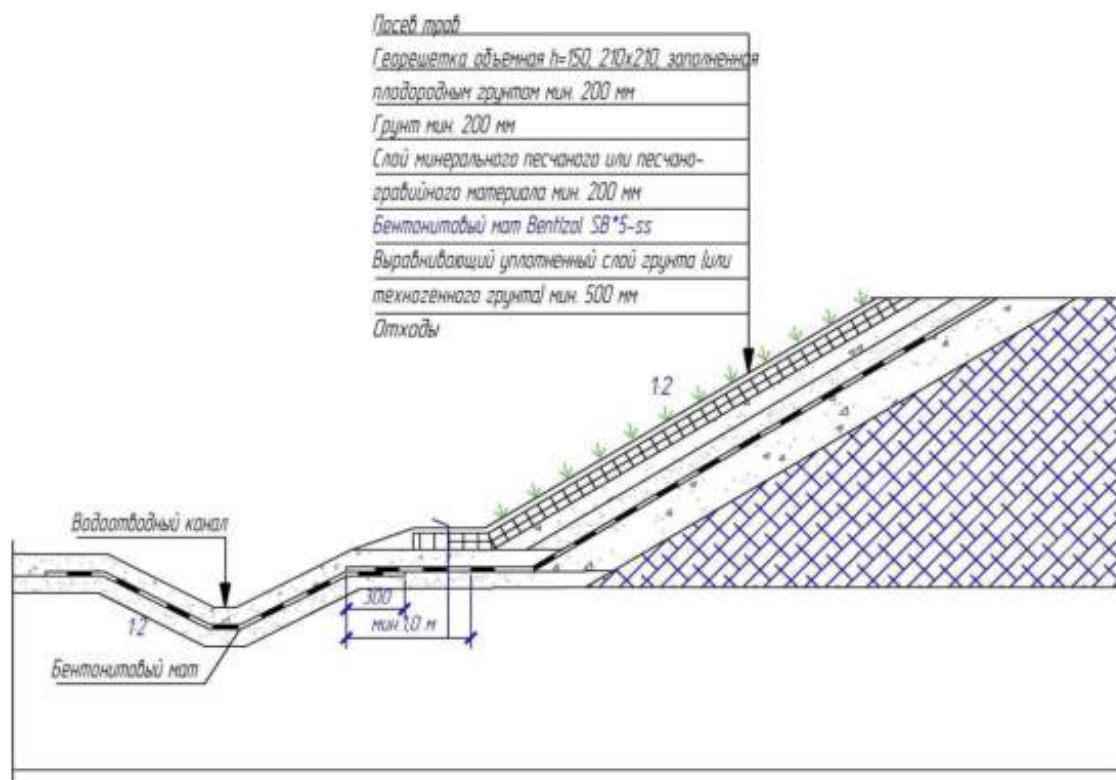 Посев трав
Георешетка объемная h=150, 210х210, заполненная
плодородным грунтам мин. 200 мм
Грунт мин. 200 мм
Слой минерального песчаного или песчано-
гравийного материала мин. 200 мм
Бентонитовый мат Bentizol SB*5-ss
Выравнивающий уплотненный слой грунта (или
техногенного грунта) мин. 500 мм
Отходы
1:2
Водоотводный канал
300
1:2
мин 1,0 м
Бентонитовый мат